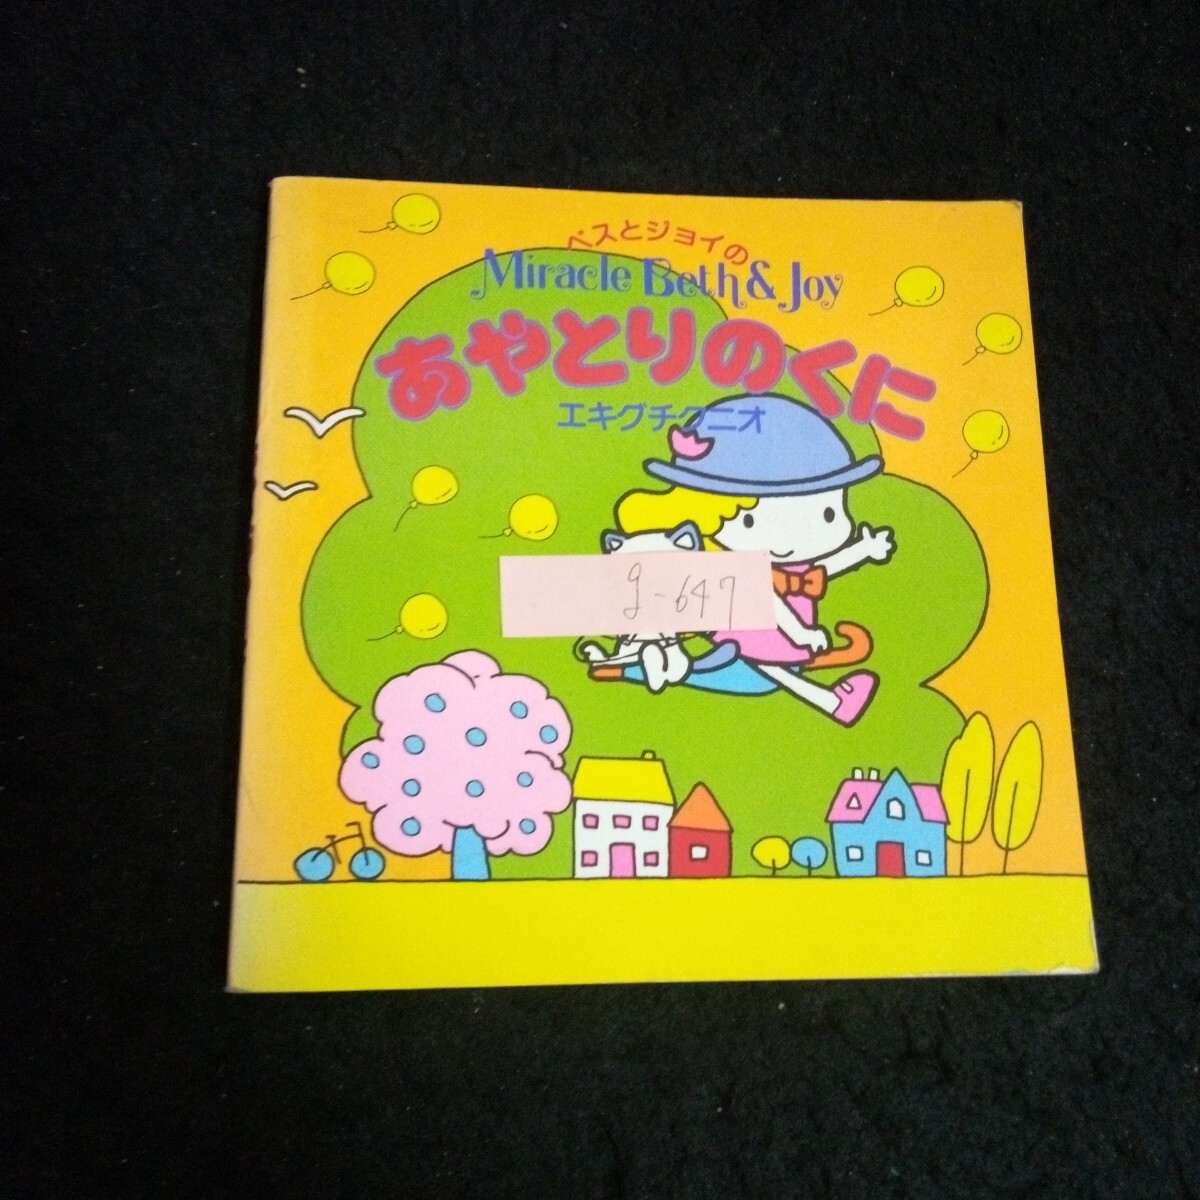 ベスとジョイの
Miracle Beth & Joy
あやとりのくに
エキグチクニオ
g-647